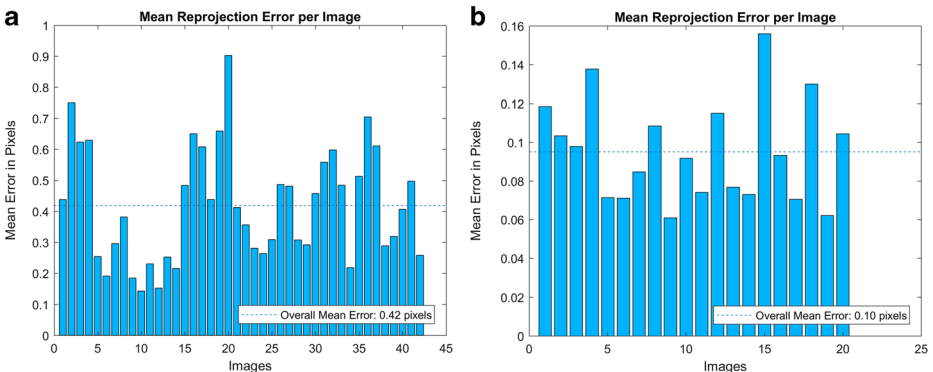 a
Mean Reprojection Error per Image
Mean Error in Pixels
1
0.9
0.8
0.7
0.6
0.5
0.4
0.3
0.2
0.1
0
0 5 10 15 20 25 30 35 40 45
Overall Mean Error: 0.42 pixels
Images
b
Mean Reprojection Error per Image
Mean Error in Pixels
0.16
0.14
0.12
0.1
0.08
0.06
0.04
0.02
0
0 5 10 15 20 25
Overall Mean Error: 0.10 pixels
Images